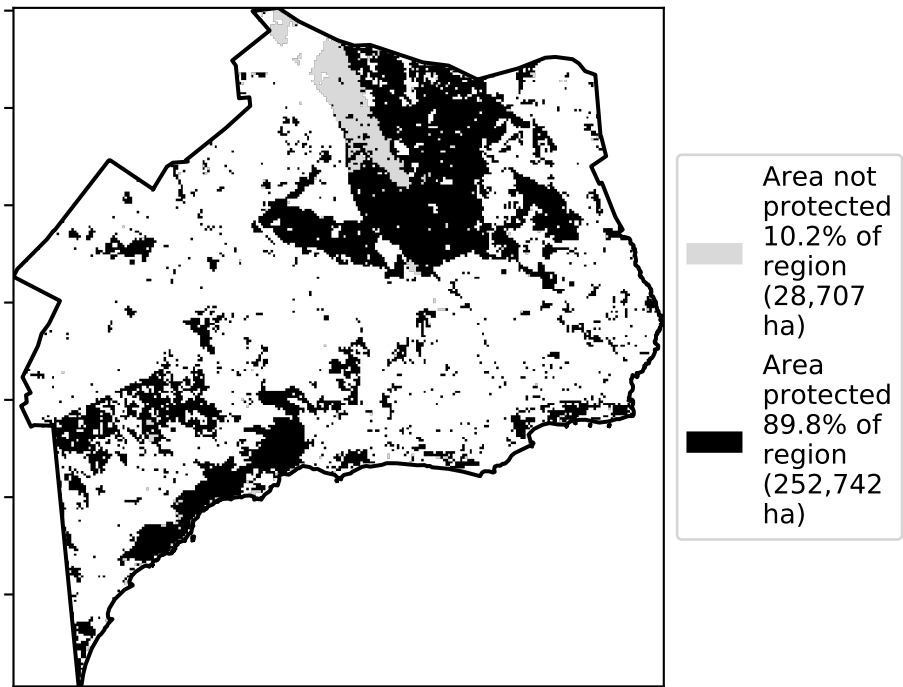 Area not
protected
10.2% of
region
(28,707
ha)
Area
protected
89.8% of
region
(252,742
ha)